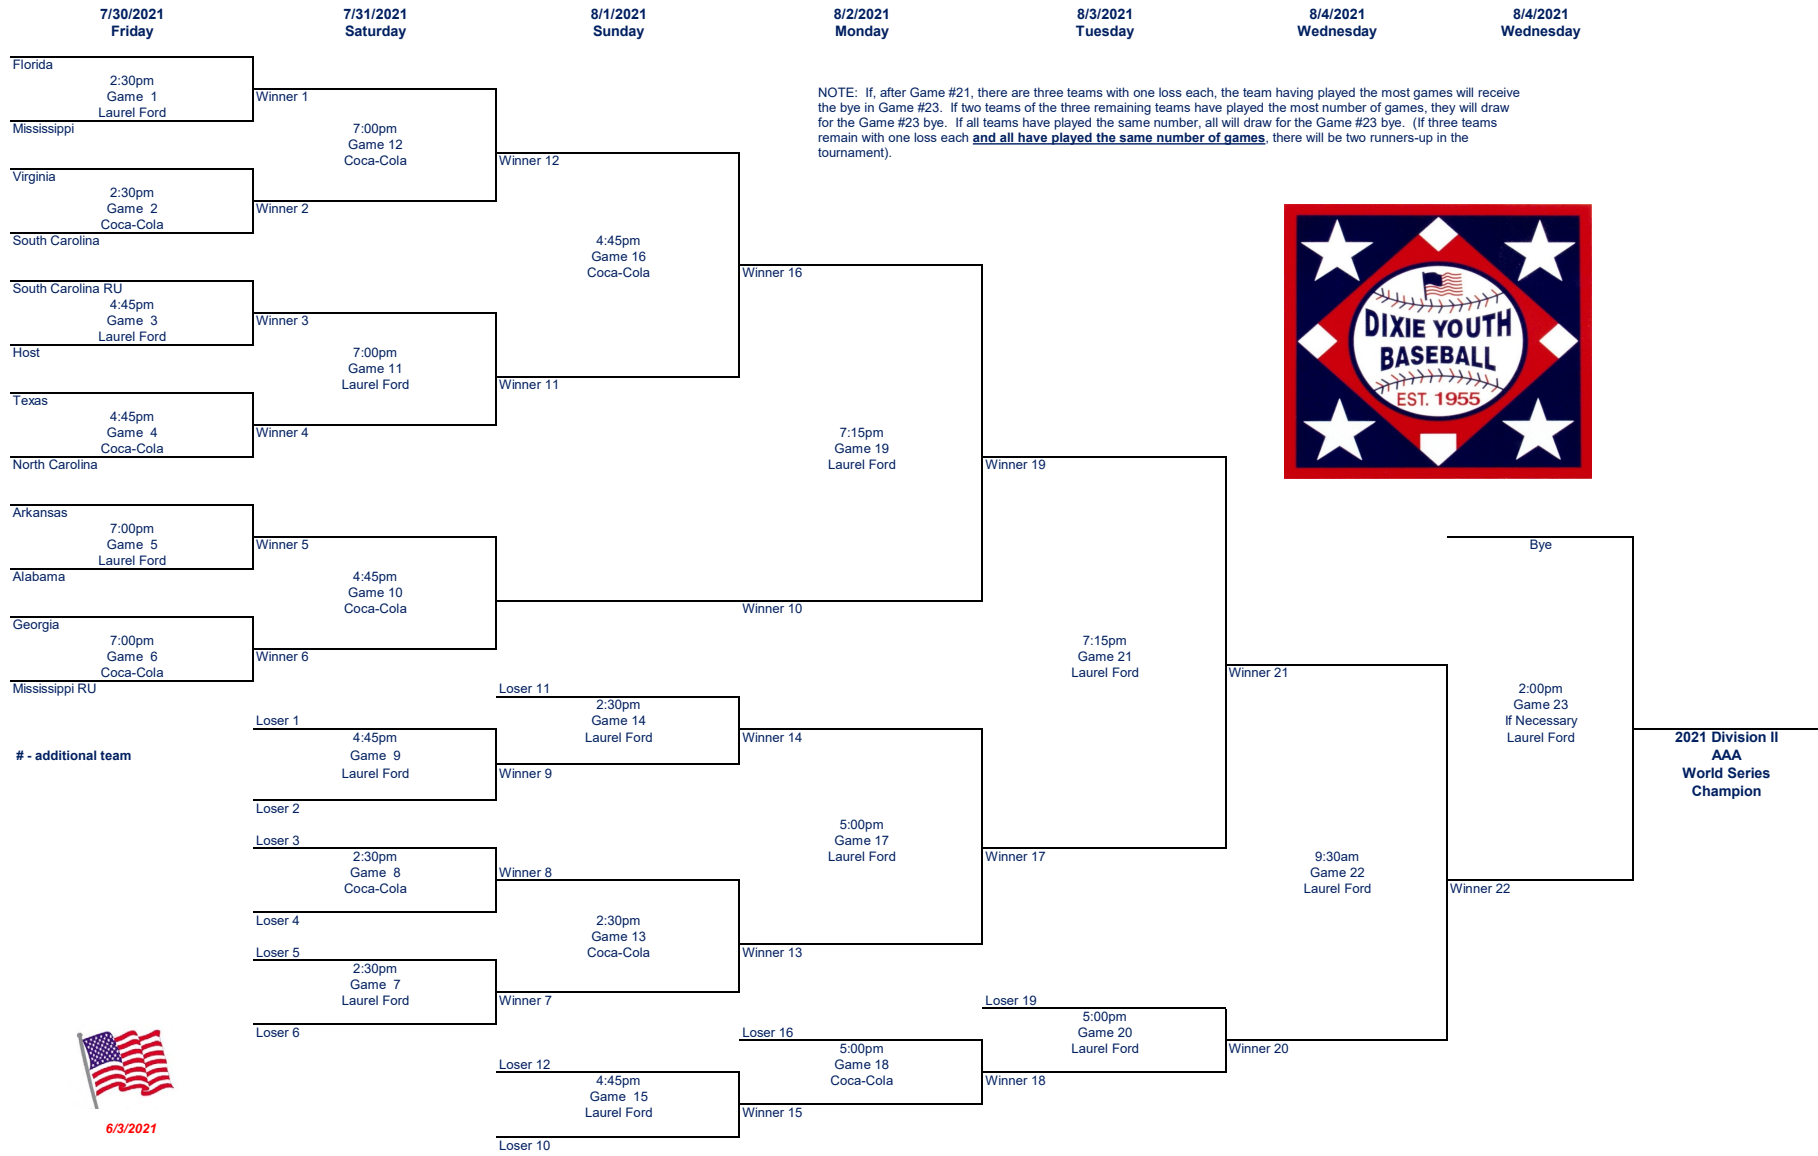 7/30/2021
Friday
7/31/2021
Saturday
8/1/2021
Sunday
8/2/2021
Monday
8/3/2021
Tuesday
8/4/2021
Wednesday
8/4/2021
Wednesday
NOTE:  If, after Game #21, there are three teams with one loss each, the team having played the most games will receive
the bye in Game #23.  If two teams of the three remaining teams have played the most number of games, they will draw
for the Game #23 bye.  If all teams have played the same number, all will draw for the Game #23 bye.  (If three teams
remain with one loss each and all have played the same number of games, there will be two runners-up in the
tournament).
Florida
2:30pm
Game  1
Laurel Ford
Mississippi
Virginia
2:30pm
Game  2
Coca-Cola
South Carolina
South Carolina RU
4:45pm
Game  3
Laurel Ford
Host
Texas
4:45pm
Game  4
Coca-Cola
North Carolina
Arkansas
7:00pm
Game  5
Laurel Ford
Alabama
Georgia
7:00pm
Game  6
Coca-Cola
Mississippi RU
# - additional team
6/3/2021
Winner 1
7:00pm
Game 12
Coca-Cola
Winner 2
Winner 3
7:00pm
Game 11
Laurel Ford
Winner 4
Winner 5
4:45pm
Game 10
Coca-Cola
Winner 6
Loser 1
4:45pm
Game  9
Laurel Ford
Loser 2
Loser 3
2:30pm
Game  8
Coca-Cola
Loser 4
Loser 5
2:30pm
Game  7
Laurel Ford
Loser 6
Winner 12
4:45pm
Game 16
Coca-Cola
Winner 11
Loser 11
2:30pm
Game 14
Laurel Ford
Winner 9
Winner 8
2:30pm
Game 13
Coca-Cola
Winner 7
Loser 12
4:45pm
Game  15
Laurel Ford
Loser 10
Winner 16
7:15pm
Game 19
Laurel Ford
Winner 10
Winner 14
5:00pm
Game 17
Laurel Ford
Winner 13
Loser 16
5:00pm
Game 18
Coca-Cola
Winner 15
Winner 19
7:15pm
Game 21
Laurel Ford
Winner 17
Loser 19
5:00pm
Game 20
Laurel Ford
Winner 18
DIXIE YOUTH
BASEBALL
EST. 1955
Winner 21
9:30am
Game 22
Laurel Ford
Winner 20
Bye
2:00pm
Game 23
If Necessary
Laurel Ford
Winner 22
2021 Division II
AAA
World Series
Champion